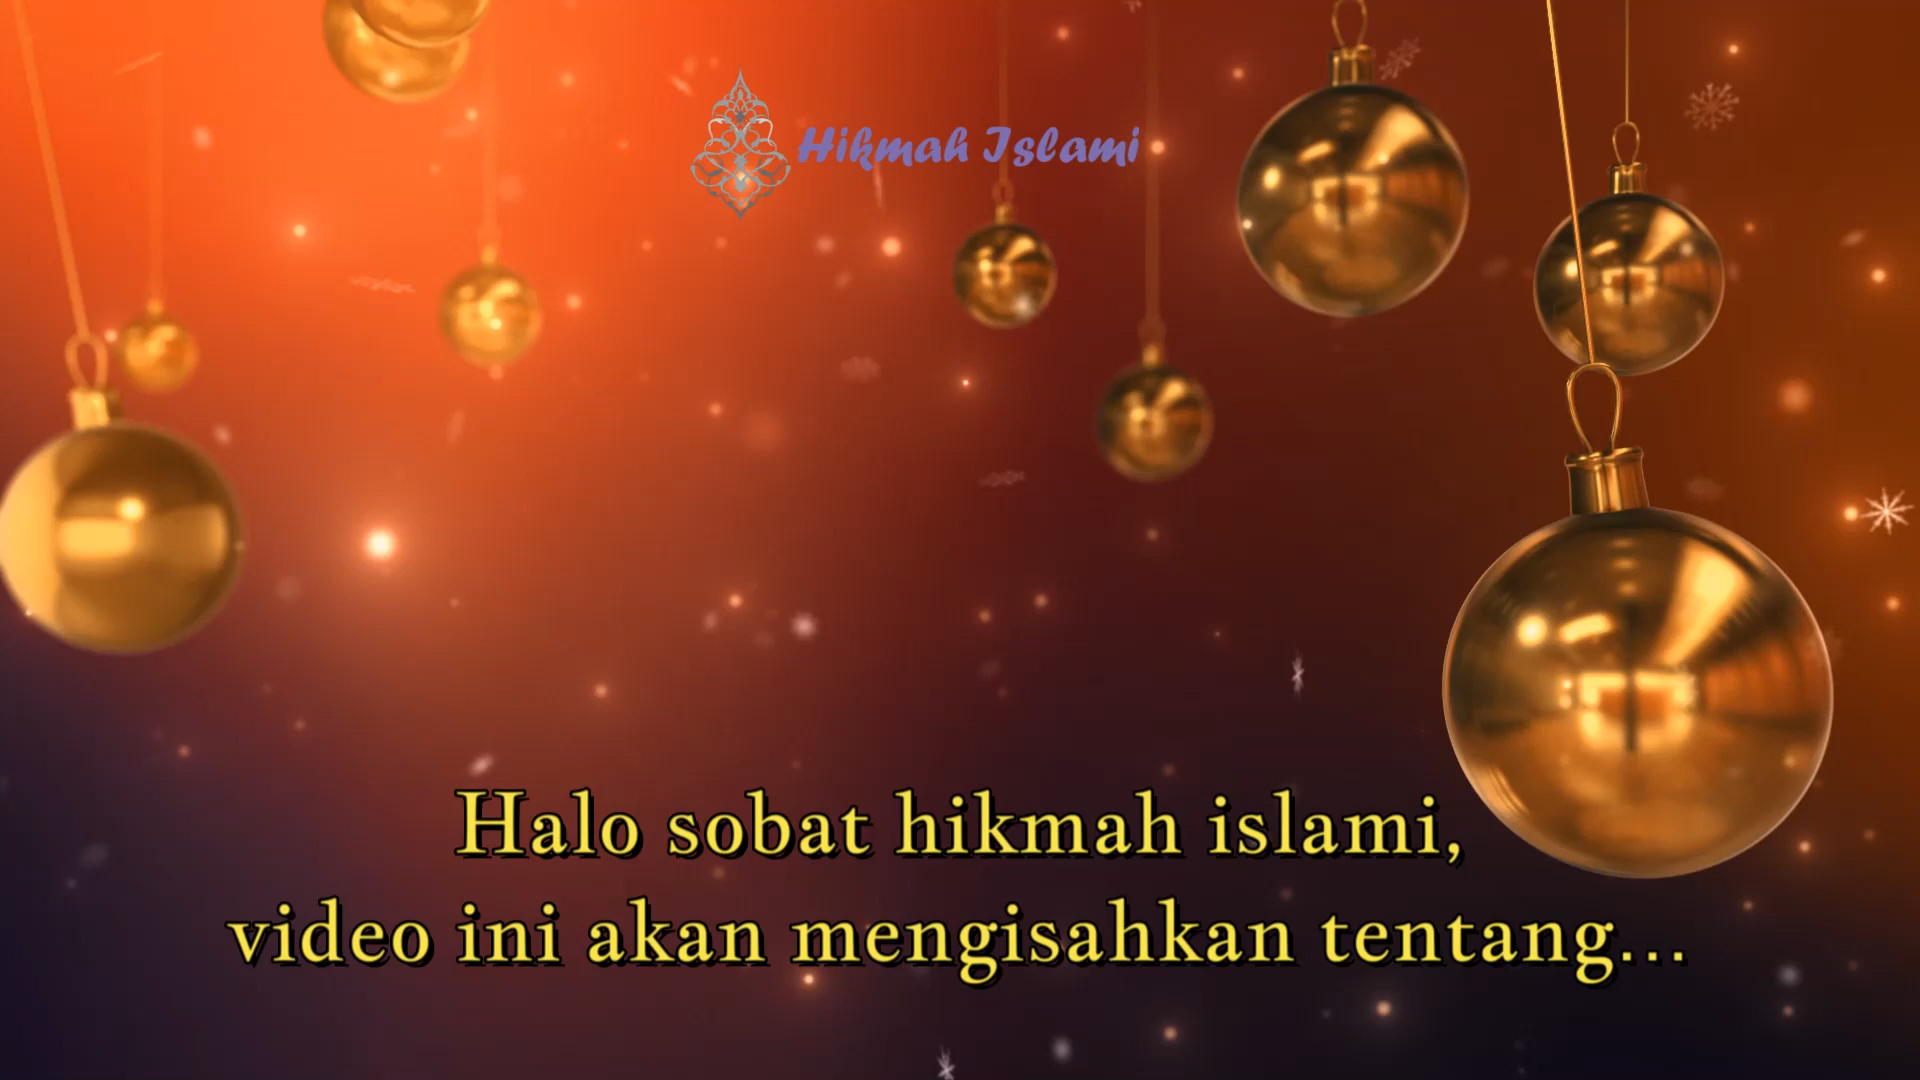 Hikmah Islami
Halo sobat hikmah islami,
video ini akan mengisahkan tentang...